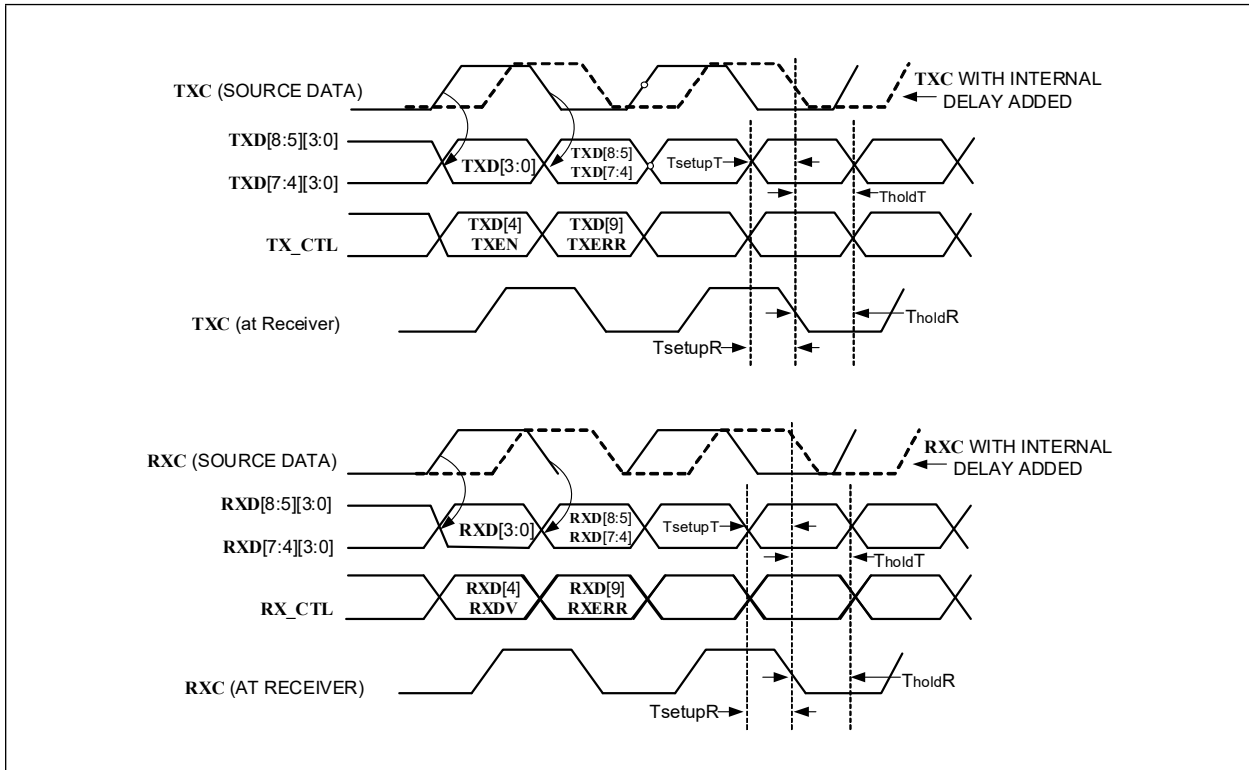 TXC (SOURCE DATA)
TXC WITH INTERNAL
DELAY ADDED
TXD[8:5][3:0]
TXD[7:4][3:0]
TXD[3:0]
TXD[8:5]
TXD[7:4]
TsetupT
TholdT
TX_CTL
TXD[4]
TXEN
TXD[9]
TXERR
TXC (at Receiver)
TholdR
TsetupR
RXC (SOURCE DATA)
RXC WITH INTERNAL
DELAY ADDED
RXD[8:5][3:0]
RXD[7:4][3:0]
RXD[3:0]
RXD[8:5]
RXD[7:4]
TsetupT
TholdT
RX_CTL
RXD[4]
RXDV
RXD[9]
RXERR
RXC (AT RECEIVER)
TholdR
TsetupR